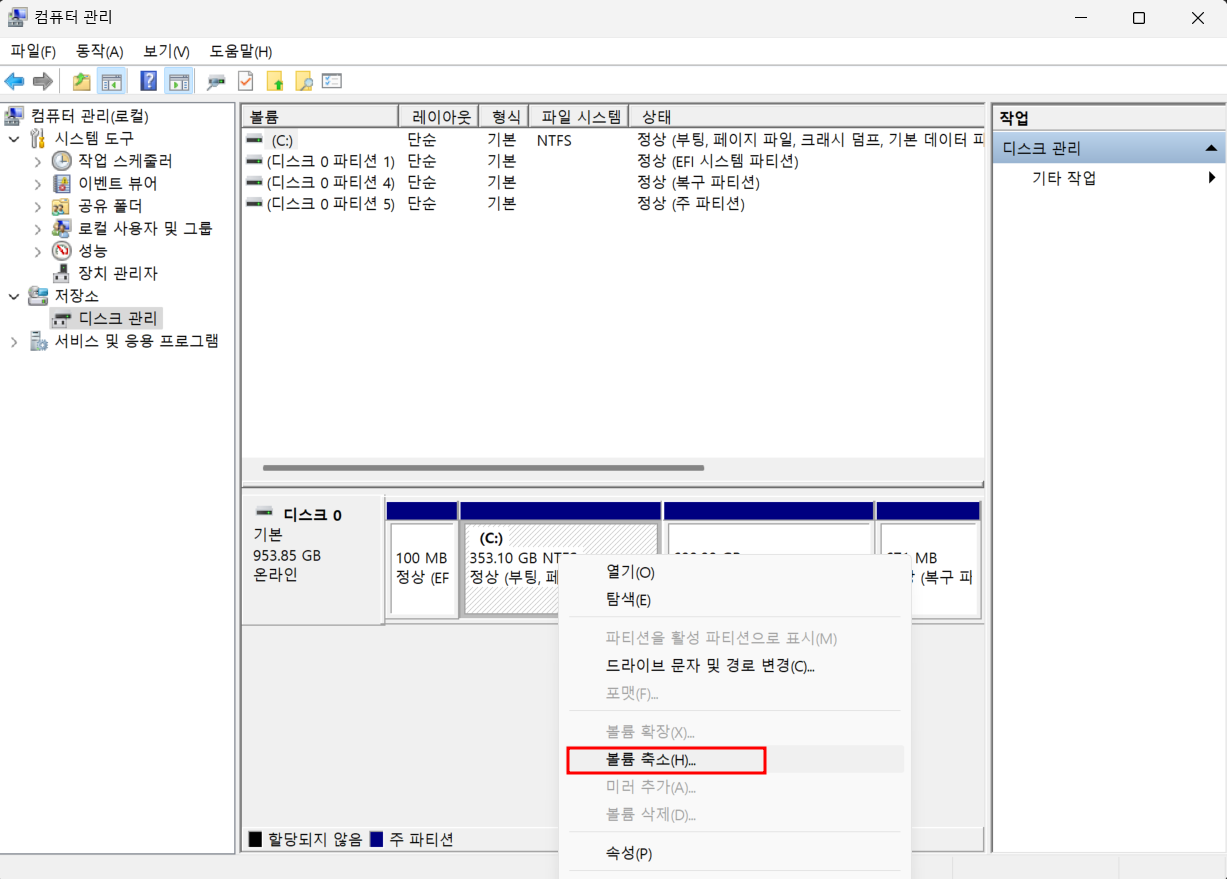 컴퓨터 관리
파일(F) 동작(A) 보기(V) 도움말(H)
컴퓨터 관리(로컬)
시스템 도구
작업 스케줄러
이벤트 뷰어
공유 폴더
로컬 사용자 및 그룹
성능
장치 관리자
저장소
디스크 관리
서비스 및 응용 프로그램
볼륨 레이아웃 형식 파일 시스템 상태
(C:) 단순 기본 NTFS 정상 (부팅, 페이지 파일, 크래시 덤프, 기본 데이터 파
(디스크 0 파티션 1) 단순 기본 정상 (EFI 시스템 파티션)
(디스크 0 파티션 4) 단순 기본 정상 (복구 파티션)
(디스크 0 파티션 5) 단순 기본 정상 (주 파티션)
작업
디스크 관리
기타 작업
디스크 0
기본
953.85 GB
온라인
100 MB
정상 (EF
(C:)
353.10 GB NTFS
정상 (부팅, 페
MB
(복구 파
열기(O)
탐색(E)
파티션을 활성 파티션으로 표시(M)
드라이브 문자 및 경로 변경(C)...
포맷(F)...
볼륨 확장(X)...
볼륨 축소(H)...
미러 추가(A)...
볼륨 삭제(D)...
속성(P)
할당되지 않음 주 파티션